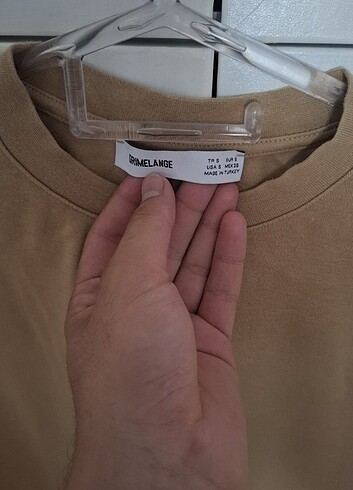 GRIMELANGE
TR S EUR S
USA S MEX 28
MADE IN TURKEY